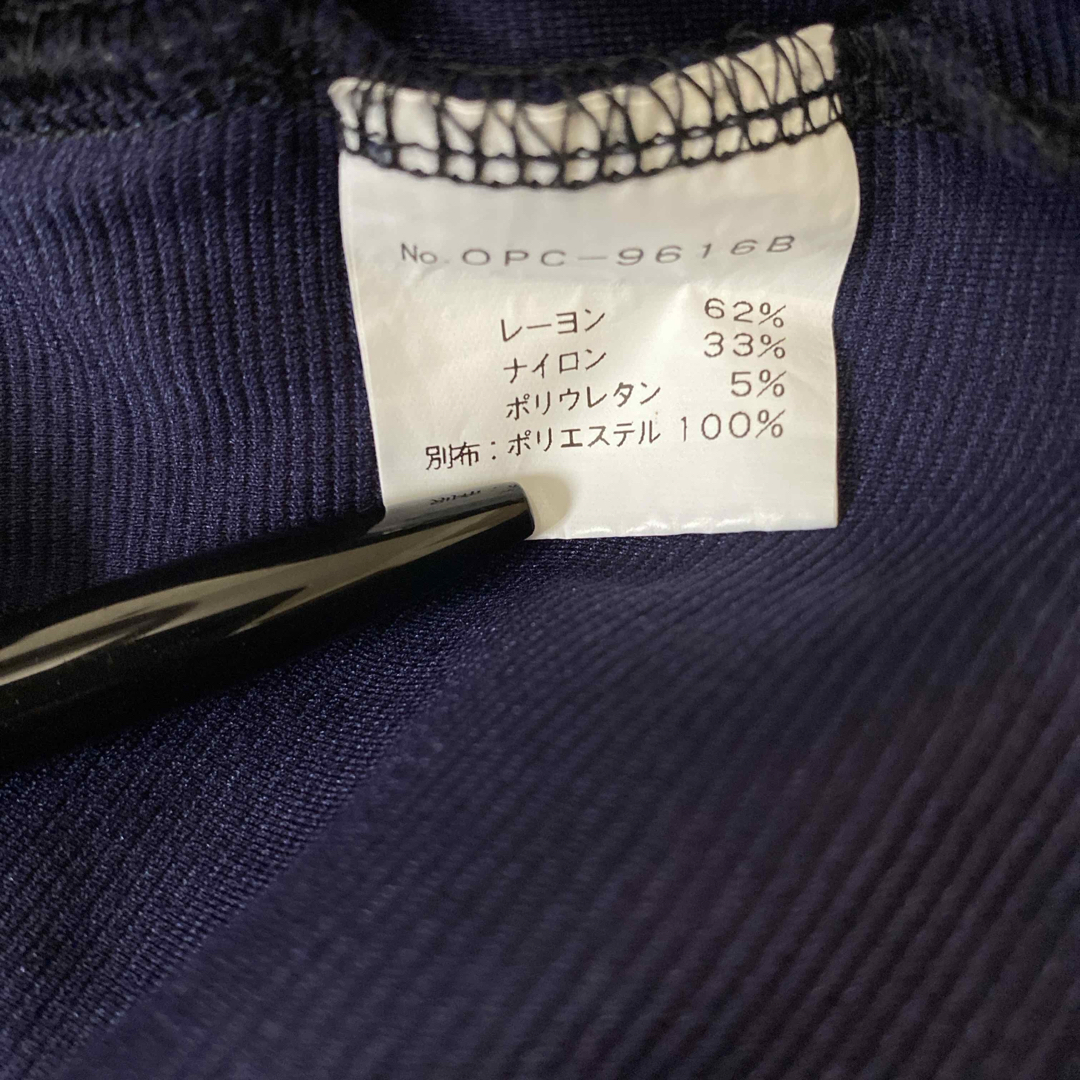 No. OPC-9616B
レーヨン 62%
ナイロン 33%
ポリウレタン 5%
別布：ポリエステル 100%